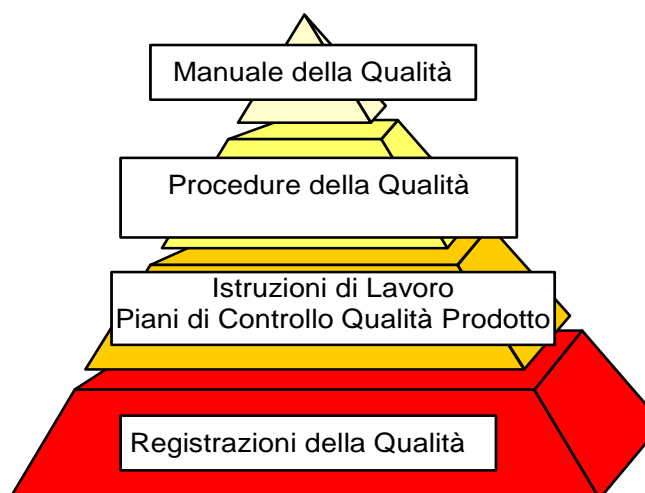 Manuale della Qualità
Procedure della Qualità
Istruzioni di Lavoro
Piani di Controllo Qualità Prodotto
Registrazioni della Qualità